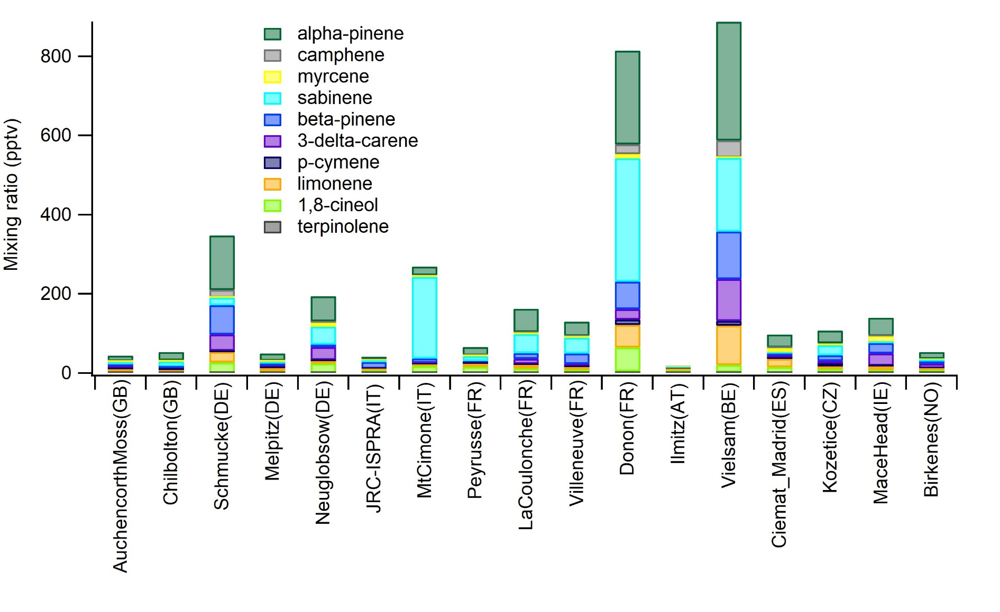 Mixing ratio (pptv)
800
600
400
200
0
alpha-pinene
camphene
myrcene
sabinene
beta-pinene
3-delta-carene
p-cymene
limonene
1,8-cineol
terpinolene
AuchencorthMoss(GB)
Chilbolton(GB)
Schmucke(DE)
Melpitz(DE)
Neuglobsow(DE)
JRC-ISPRA(IT)
MtCimone(IT)
Peyrusse(FR)
LaCoulonche(FR)
Villeneuve(FR)
Donon(FR)
Ilmitz(AT)
Vielsam(BE)
Ciemat_Madrid(ES)
Kozetice(CZ)
MaceHead(IE)
Birkenes(NO)